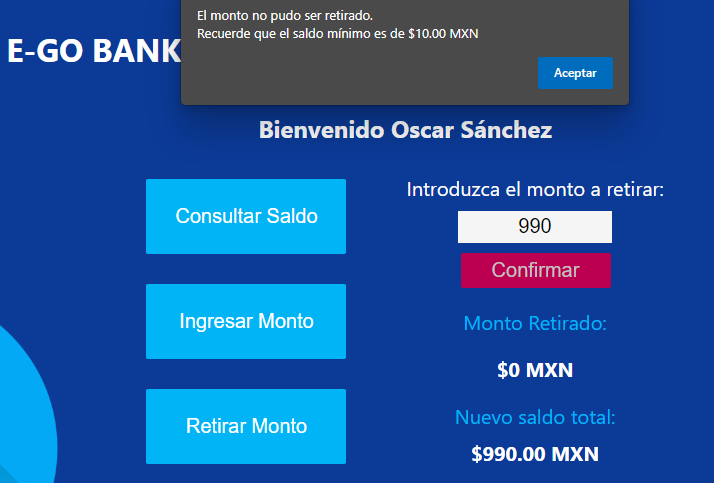 El monto no pudo ser retirado.
Recuerde que el saldo mínimo es de $10.00 MXN
Aceptar
E-GO BANK
Bienvenido Oscar Sánchez
Consultar Saldo
Ingresar Monto
Retirar Monto
Introduzca el monto a retirar:
990
Confirmar
Monto Retirado:
$0 MXN
Nuevo saldo total:
$990.00 MXN